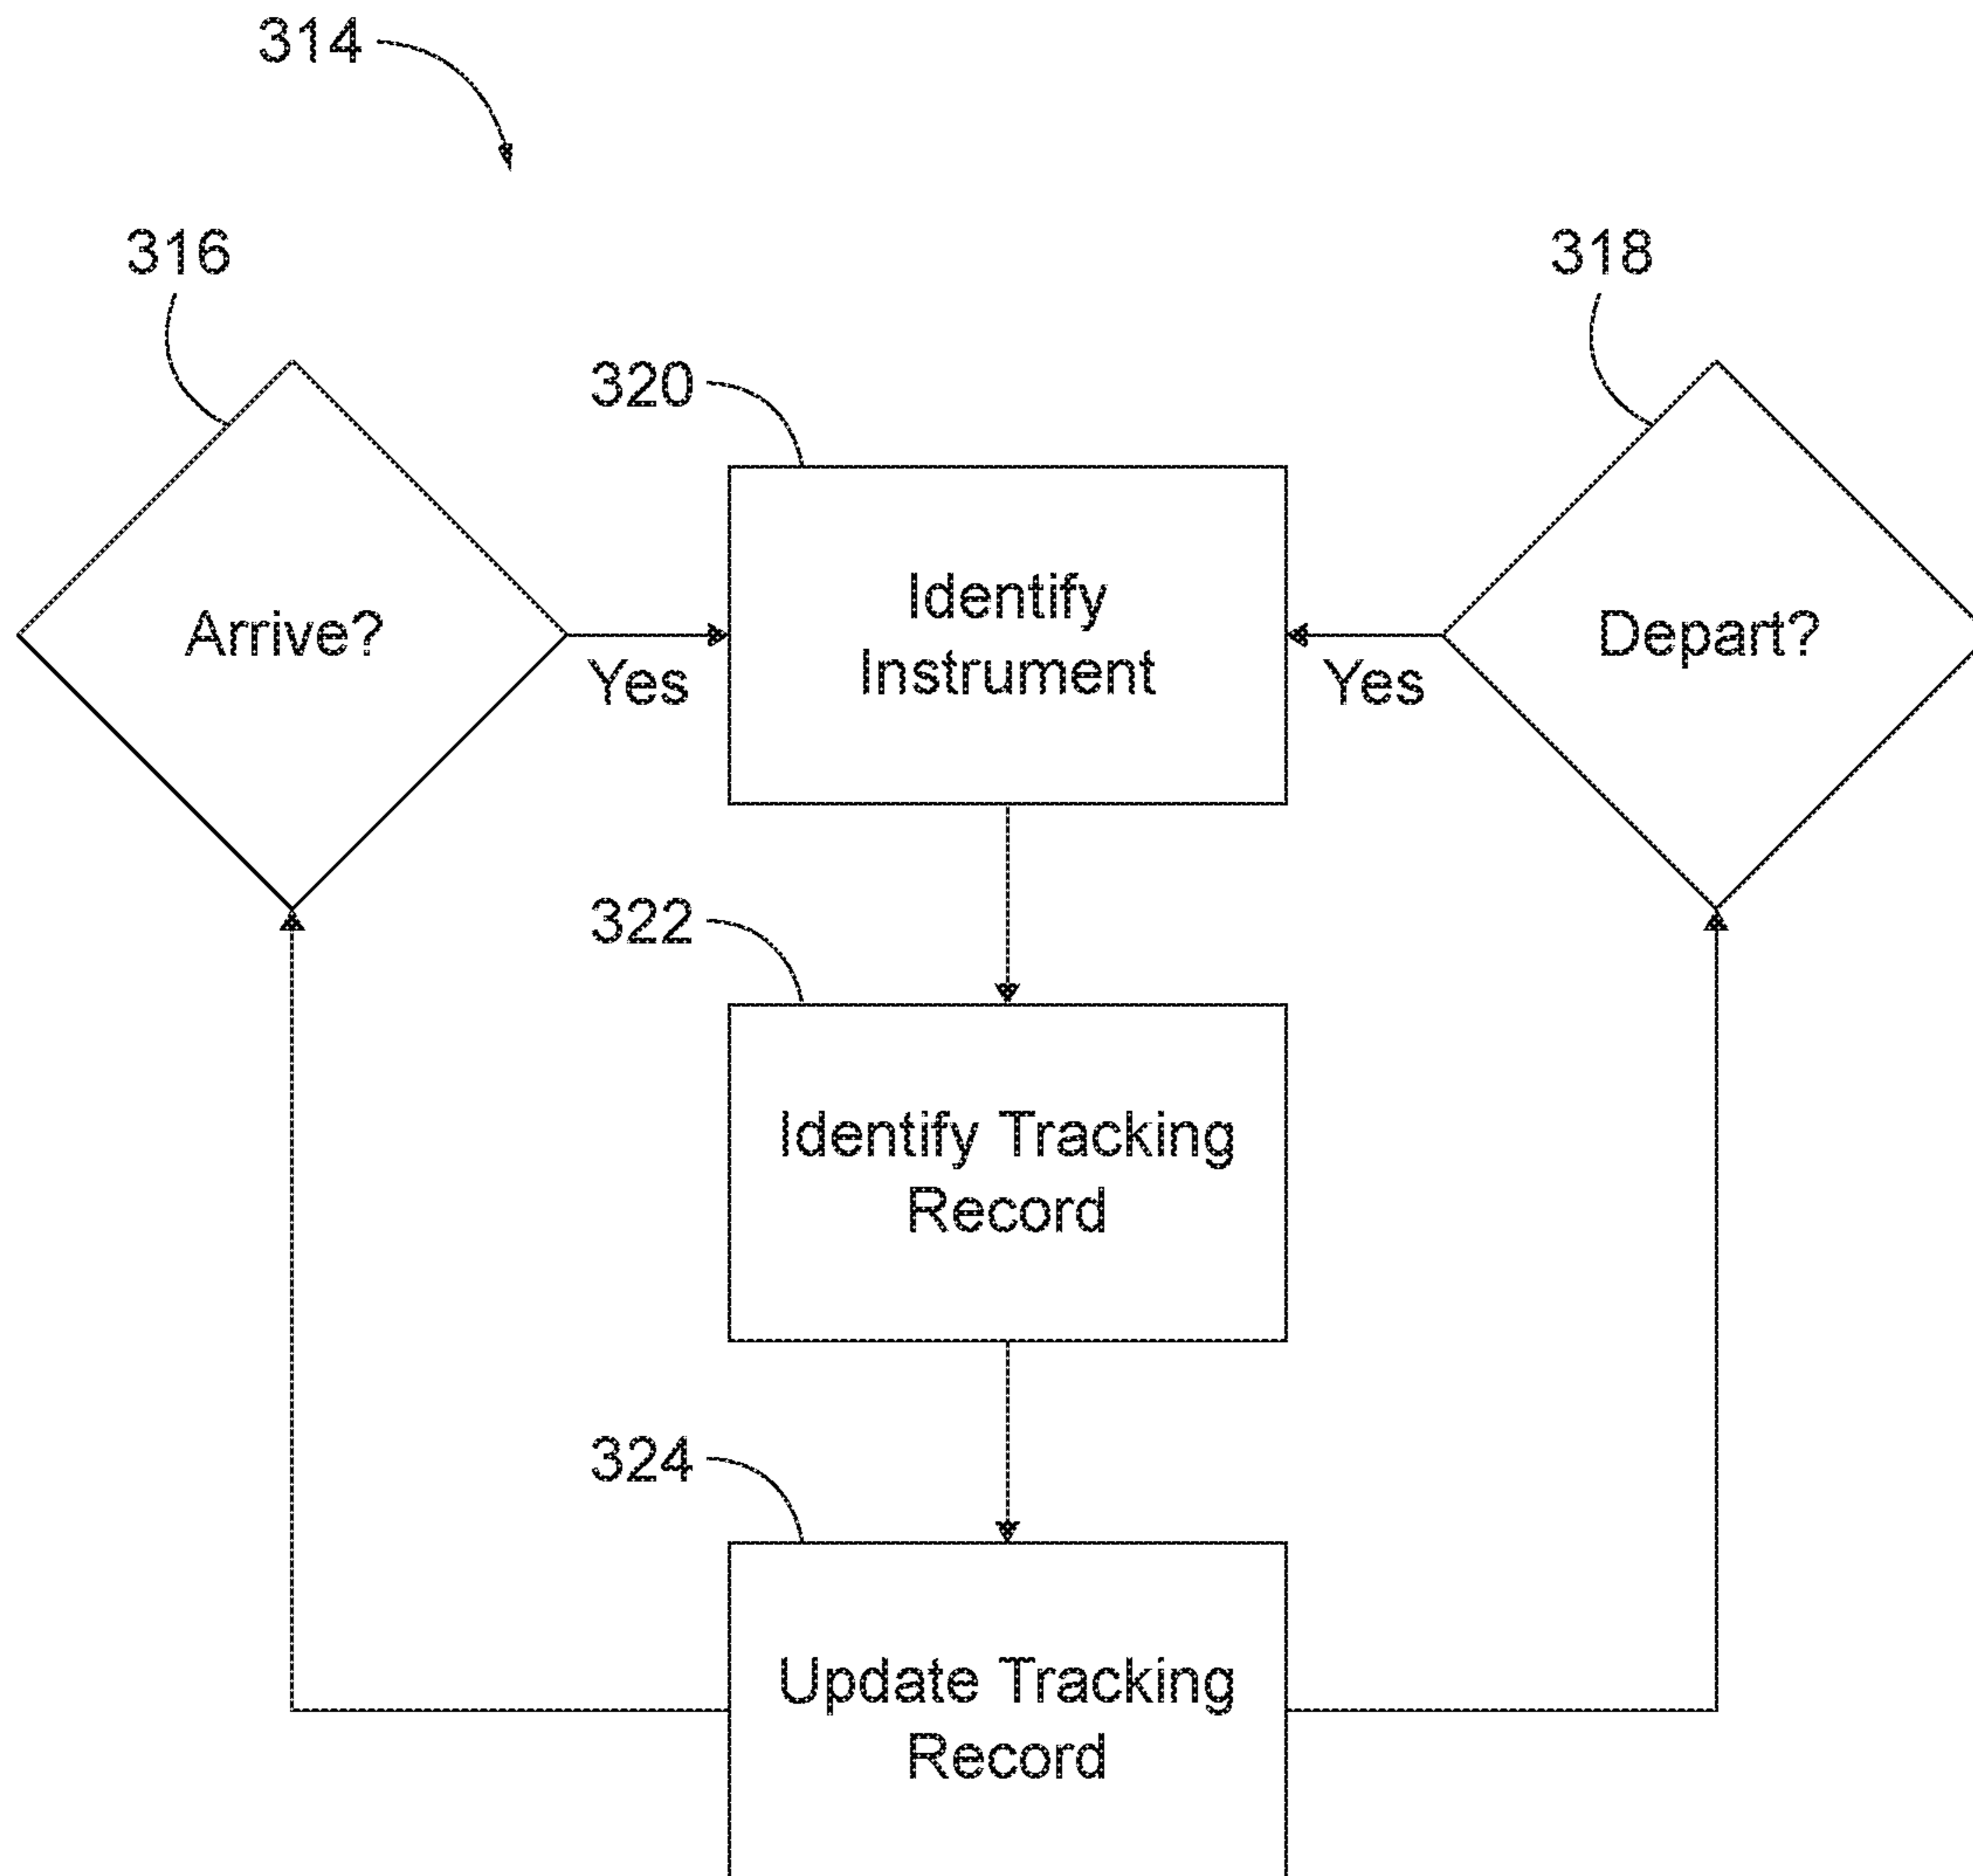 314
316
318
320
Arrive?
Yes
Identify
Instrument
Yes
Depart?
322
Identify Tracking
Record
324
Update Tracking
Record